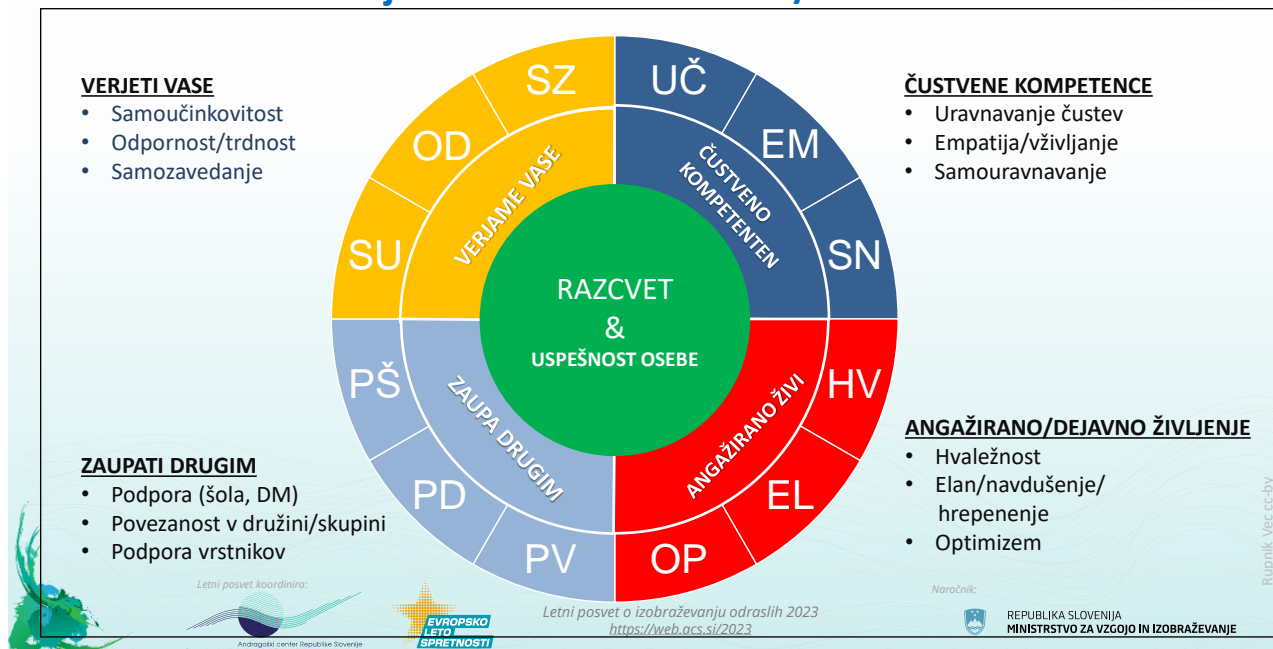 VERJETI VASE
• Samoučinkovitost
• Odpornost/trdnost
• Samozavedanje
ČUSTVENE KOMPETENCE
• Uravnavanje čustev
• Empatija/vživljanje
• Samouravnavanje
SZ
UČ
OD
EM
SU
SN
VERJAME VASE
ČUSTVENO
KOMPETENTEN
RAZCVET
&
USPEŠNOST OSEBE
PŠ
HV
ZAUPA DRUGIM
ANGAŽIRANO ŽIVI
PD
EL
PV
OP
ZAUPATI DRUGIM
• Podpora (šola, DM)
• Povezanost v družini/skupini
• Podpora vrstnikov
ANGAŽIRANO/DEJAVNO ŽIVLJENJE
• Hvaležnost
• Elan/navdušenje/
hrepenenje
• Optimizem
Rupnik Vec cc-by
Letni posvet koordinira:
Andragoški center Republike Slovenije
EVROPSKO
LETO
SPRETNOSTI
Letni posvet o izobraževanju odraslih 2023
https://web.acs.si/2023
Naročnik:
REPUBLIKA SLOVENIJA
MINISTRSTVO ZA VZGOJO IN IZOBRAŽEVANJE